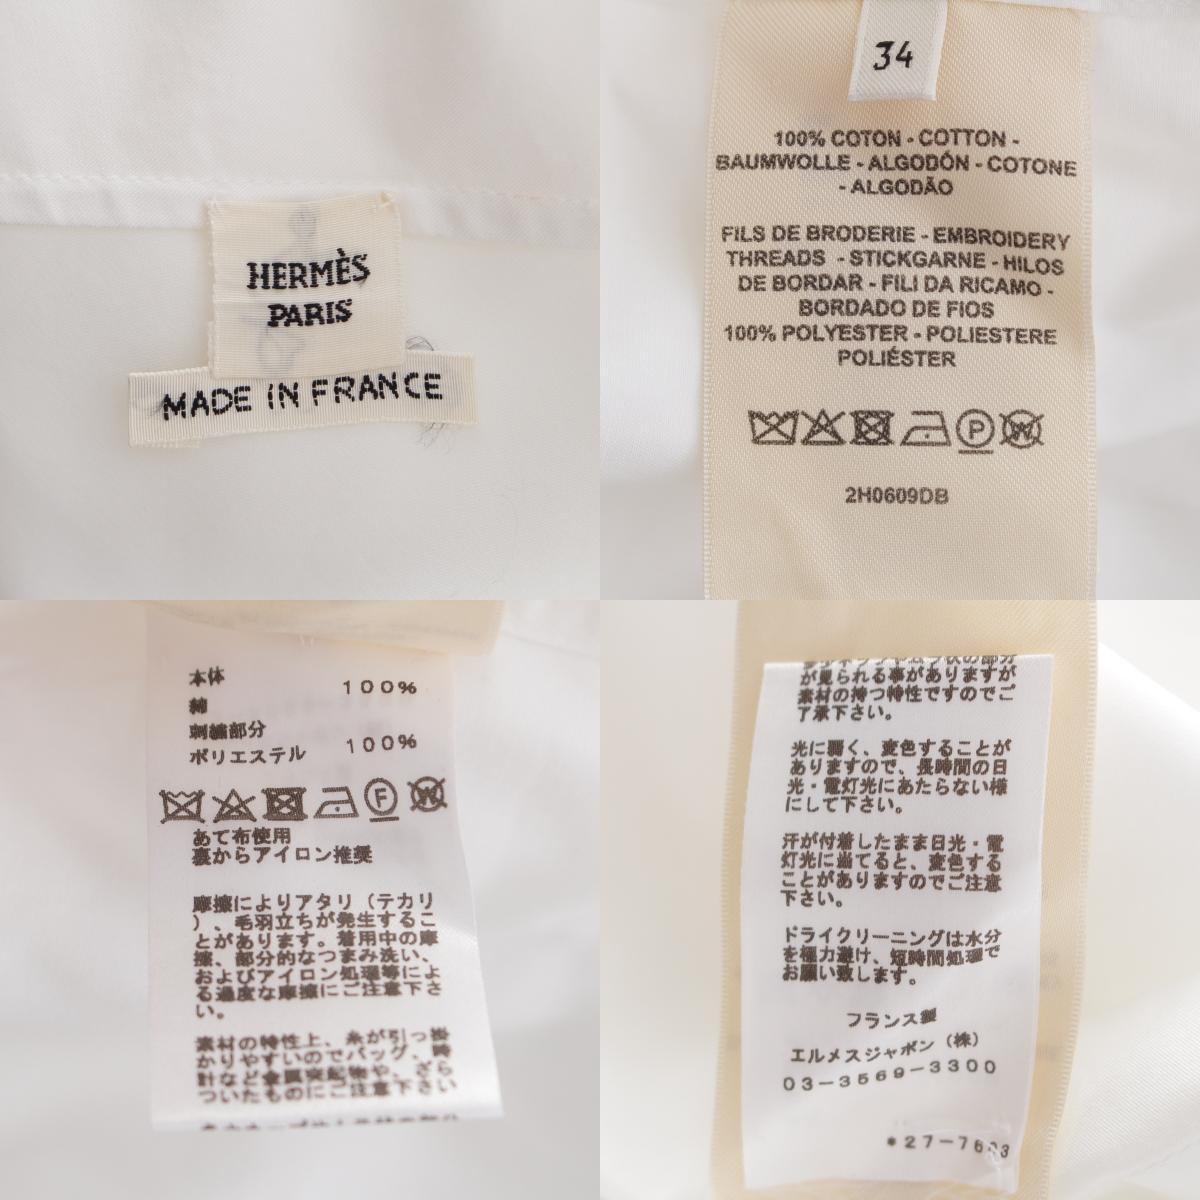 HERMÈS
PARIS
MADE IN FRANCE
34
100% COTON - COTTON -
BAUMWOLLE - ALGODÓN - COTONE
- ALGODÃO
FILS DE BRODERIE - EMBROIDERY
THREADS - STICKGARNE - HILOS
DE BORDAR - FILI DA RICAMO -
BORDADO DE FIOS
100% POLYESTER - POLIESTERE
POLIÉSTER
P W
2H0609DB
本体 100%
綿
刺繍部分
ポリエステル 100%
F W
あて布使用
裏からアイロン推奨
摩擦によりアタリ（テカリ
）、毛羽立ちが発生するこ
とがあります。着用中の摩
擦、部分的なつまみ洗い、
およびアイロン処理等によ
る過度な摩擦にご注意下さ
い。
素材の特性上、糸が引っ掛
かりやすいのでバッグ、時
計など金属突起物や、ざら
ついたものにご注意下さい
が見られる事がありますが
素材の持つ特性ですのでご
了承下さい。
光に弱く、変色することが
ありますので、長時間の日
光・電灯光にあたらない様
にして下さい。
汗が付着したまま日光・電
灯光に当てると、変色する
ことがありますのでご注意
下さい。
ドライクリーニングは水分
を極力避け、短時間処理で
お願い致します。
フランス製
エルメスジャポン（株）
03-3569-3300